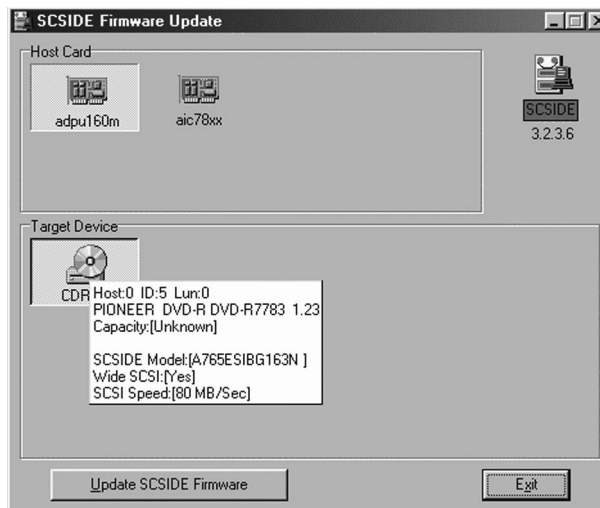 SCSIDE Firmware Update
Host Card
adpu160m
aic78xx
SCSIDE
3.2.3.6
Target Device
Host:0 ID:5 Lun:0
PIONEER DVD-R DVD-R7783 1.23
Capacity:[Unknown]
SCSIDE Model:[A765ESIBG163N ]
Wide SCSI:[Yes]
SCSI Speed:[80 MB/Sec]
Update SCSIDE Firmware
Exit